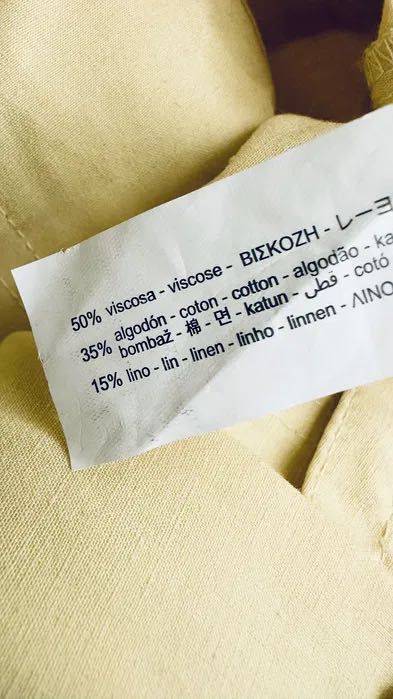 50% viscosa - viscose - ΒΙΣΚΟΖΗ - レーヨ
35% algodón - coton - cotton - algodão - ka
bombaž - 棉 - 면 - katun - قطن - cotó
15% lino - lin - linen - linho - linnen - ΛΙΝΟ